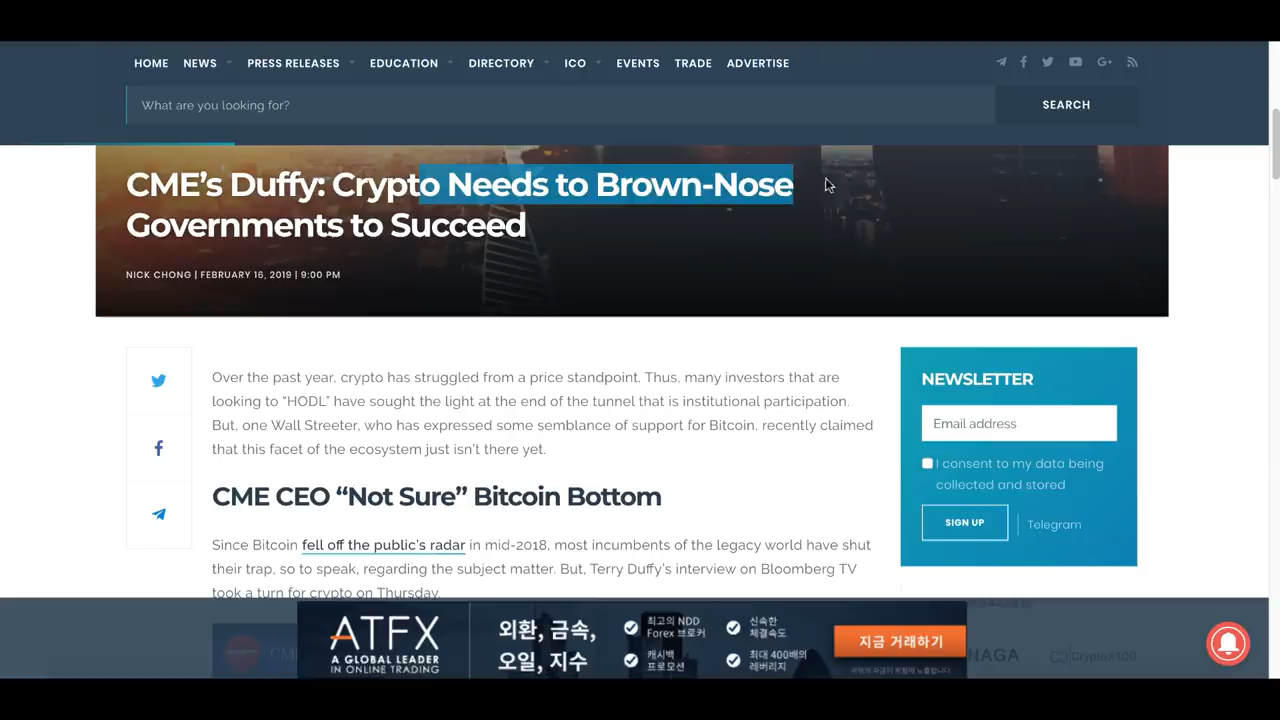 HOME NEWS PRESS RELEASES EDUCATION DIRECTORY ICO EVENTS TRADE ADVERTISE
What are you looking for?
SEARCH
CME's Duffy: Crypto Needs to Brown-Nose
Governments to Succeed
NICK CHONG | FEBRUARY 16, 2019 | 9:00 PM
Over the past year, crypto has struggled from a price standpoint. Thus, many investors that are
looking to “HODL” have sought the light at the end of the tunnel that is institutional participation.
But, one Wall Streeter, who has expressed some semblance of support for Bitcoin, recently claimed
that this facet of the ecosystem just isn't there yet.
CME CEO “Not Sure” Bitcoin Bottom
Since Bitcoin fell off the public's radar in mid-2018, most incumbents of the legacy world have shut
their trap, so to speak, regarding the subject matter. But, Terry Duffy's interview on Bloomberg TV
took a turn for crypto on Thursday.
NEWSLETTER
Email address
I consent to my data being
collected and stored
SIGN UP
Telegram
ATFX
A GLOBAL LEADER
IN ONLINE TRADING
외환, 금속,
오일, 지수
최고의 NDD
Forex 브로커
신속한
체결속도
캐시백
프로모션
최대 400배의
레버리지
지금 거래하기
CM
NAGA
Crypto